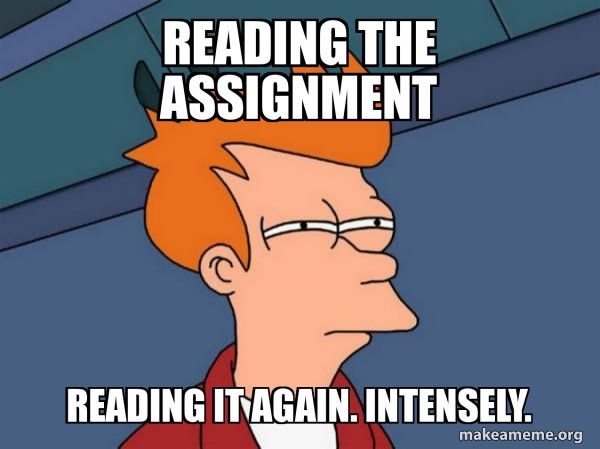 READING THE
ASSIGNMENT
READING IT AGAIN. INTENSELY.
makeameme.org